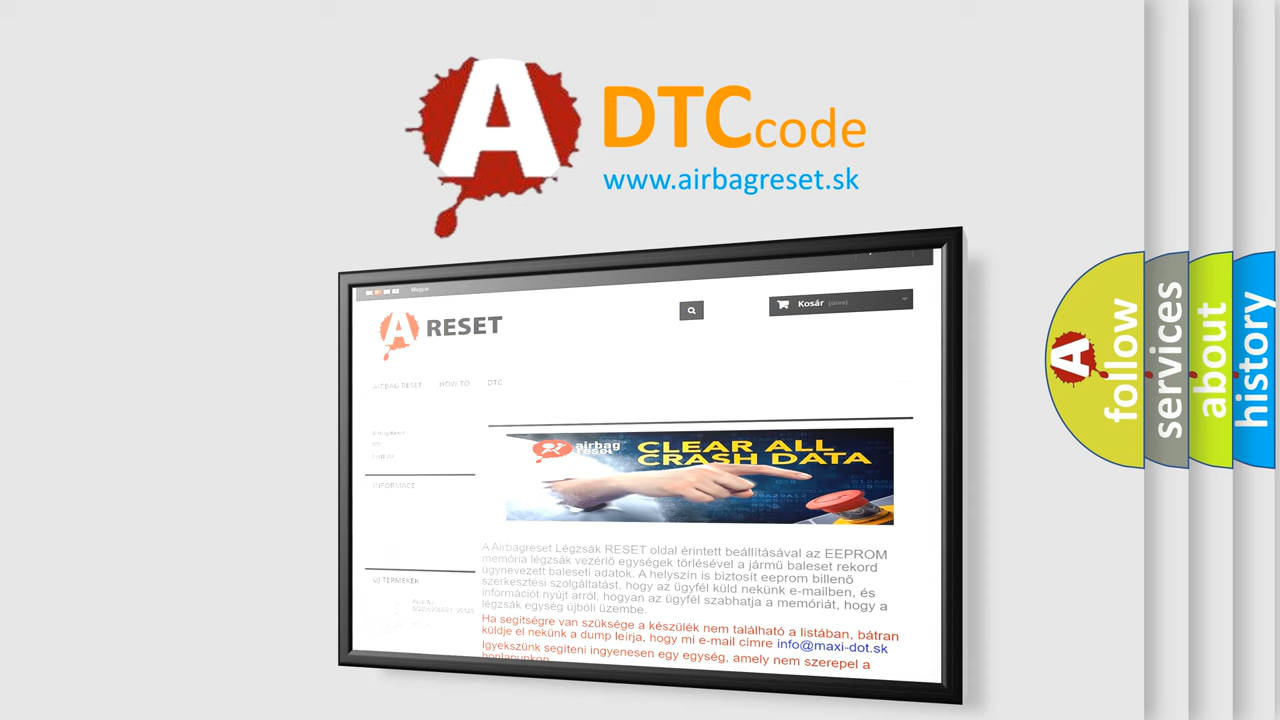 A DTC code
www.airbagreset.sk
Magyar
Kosár (üres)
A RESET
AIRBAG RESET HOW TO DTC
INFORMACE
airbag
reset
CLEAR ALL
CRASH DATA
A Airbagreset Légzsák RESET oldal érintett beállításával az EEPROM
memória légzsák vezérlő egységek törlésével a jármű baleset rekord
úgynevezett baleseti adatok. A helyszín is biztosít eeprom billenő
szerkesztési szolgáltatást, hogy az ügyfél küld nekünk e-mailben, és
információt nyújt arról, hogyan az ügyfél szabhatja a memóriát, hogy a
légzsák egység újbóli üzembe.
Ha segítségre van szüksége a készülék nem található a listában, bátran
küldje el nekünk a dump leírja, hogy mi e-mail címre info@maxi-dot.sk
Igyekszünk segíteni ingyenesen egy egység, amely nem szerepel a
honlapunkon
ÚJ TERMÉKEK
A follow
services
about
history